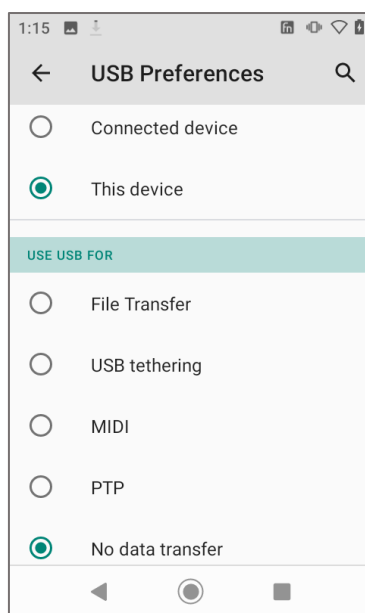 1:15
USB Preferences
Connected device
This device
USE USB FOR
File Transfer
USB tethering
MIDI
PTP
No data transfer